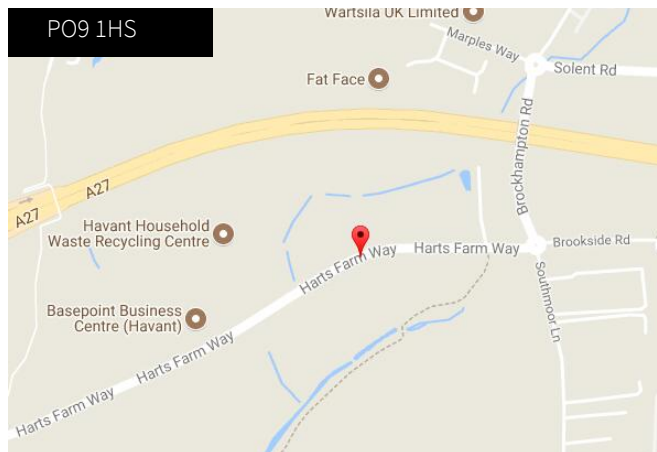 PO9 1HS
Wartsila UK Limited
Marples Way
Solent Rd
Fat Face
Brockhampton Rd
A27
A27
Havant Household
Waste Recycling Centre
Harts Farm Way
Harts Farm Way
Brookside Rd
Southmoor Ln
Basepoint Business
Centre (Havant)
Harts Farm Way
Harts Farm Way